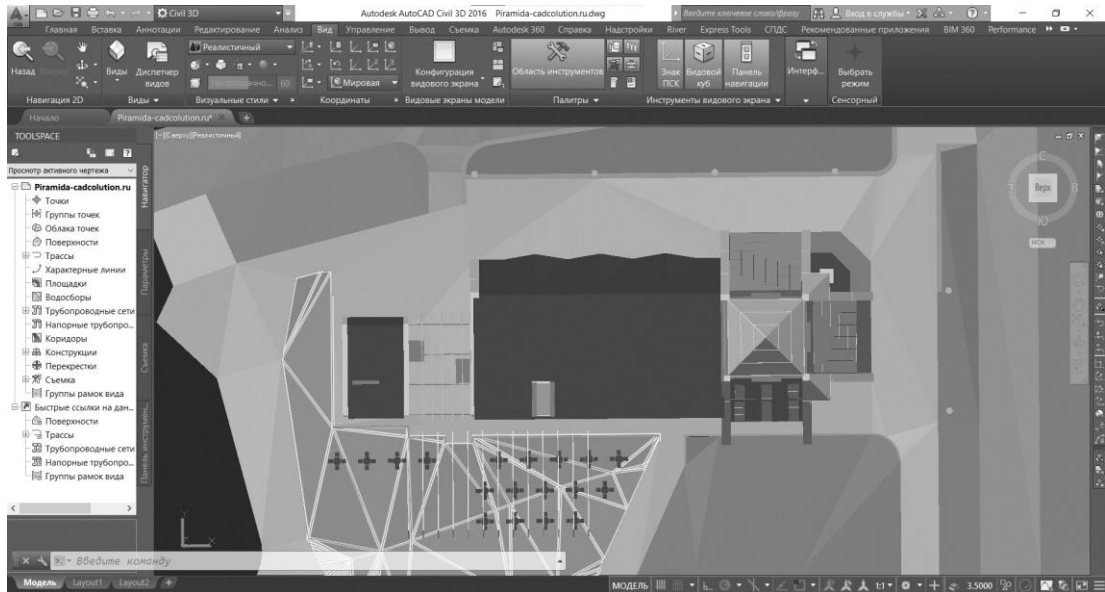 Civil 3D
Autodesk AutoCAD Civil 3D 2016 Piramida-cadcolution.ru.dwg
Введите ключевое слово/фразу
Вход в службы
Главная Вставка Аннотации Редактирование Анализ Вид Управление Вывод Съемка Autodesk 360 Справка Надстройки River Express Tools СПДС Рекомендованные приложения BIM 360 Performance
Назад
Виды
Диспетчер видов
Реалистичный
60
Мировая
Конфигурация видового экрана
Область инструментов
Знак ПСК
Видовой куб
Панель навигации
Интерф...
Выбрать режим
Навигация 2D
Виды
Визуальные стили
Координаты
Видовые экраны модели
Палитры
Инструменты видового экрана
Сенсорный
Начало
Piramida-cadcolution.ru*
TOOLSPACE
Просмотр активного чертежа
Piramida-cadcolution.ru
Точки
Группы точек
Облака точек
Поверхности
Трассы
Характерные линии
Площадки
Водосборы
Трубопроводные сети
Напорные трубопро...
Коридоры
Конструкции
Перекрестки
Съемка
Группы рамок вида
Быстрые ссылки на дан...
Поверхности
Трассы
Трубопроводные сети
Напорные трубопро...
Группы рамок вида
Навигатор
Параметры
Съемка
Панель инструмен...
[–][Сверху][Реалистичный]
С
З
Верх
В
Ю
МСК
Y
X
Введите команду
Модель Layout1 Layout2
МОДЕЛЬ
1:1
3.5000